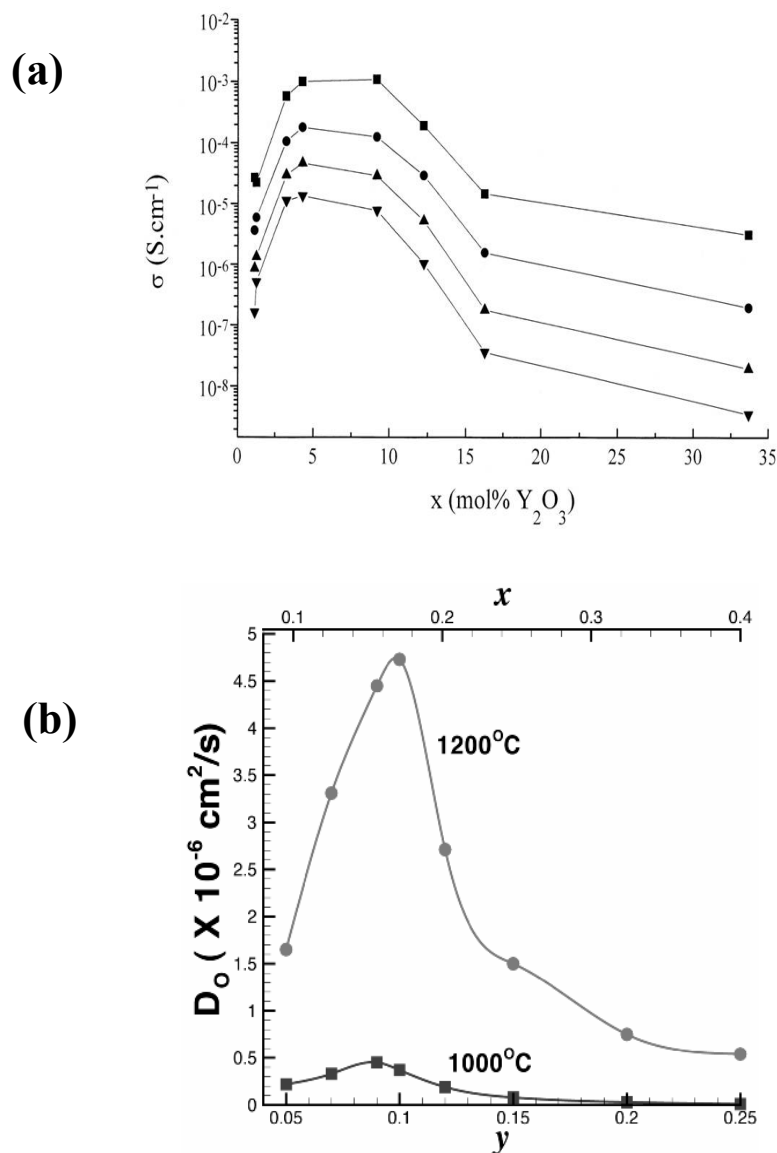 (a)
10-2
10-3
10-4
10-5
10-6
10-7
10-8
σ (S.cm-1)
0 5 10 15 20 25 30 35
x (mol% Y2O3)
(b)
x
0.1 0.2 0.3 0.4
5
4.5
4
3.5
3
2.5
2
1.5
1
0.5
0
DO ( X 10-6 cm2/s)
1200oC
1000oC
0.05 0.1 0.15 0.2 0.25
y